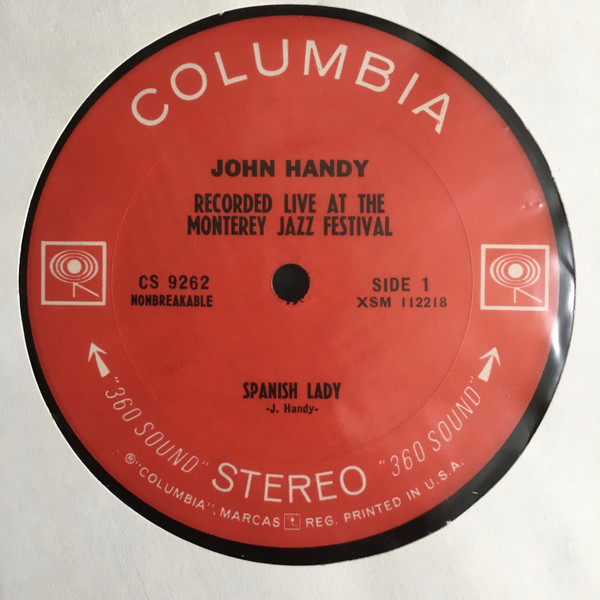 COLUMBIA
JOHN HANDY
RECORDED LIVE AT THE
MONTEREY JAZZ FESTIVAL
CS 9262
NONBREAKABLE
SIDE 1
XSM 112218
SPANISH LADY
-J. Handy-
"360 SOUND" STEREO "360 SOUND"
® "COLUMBIA", MARCAS REG. PRINTED IN U.S.A.